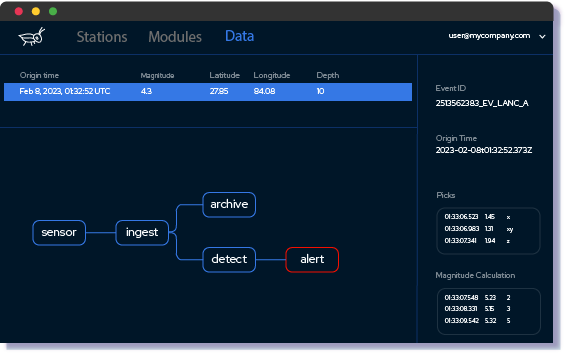 Stations Modules Data
user@mycompany.com
Origin time Magnitude Latitude Longitude Depth
Feb 8, 2023, 01:32:52 UTC 4.3 27.85 84.08 10
Event ID
2513562383_EV_LANC_A
Origin Time
2023-02-08t01:32:52.373Z
Picks
01:33:06.523 1.45 x
01:33:06.983 1.31 xy
01:33:07.341 1.94 z
Magnitude Calculation
01:33:07.548 5.23 2
01:33:08.331 5.15 3
01:33:09.542 5.32 5
sensor
ingest
archive
detect
alert